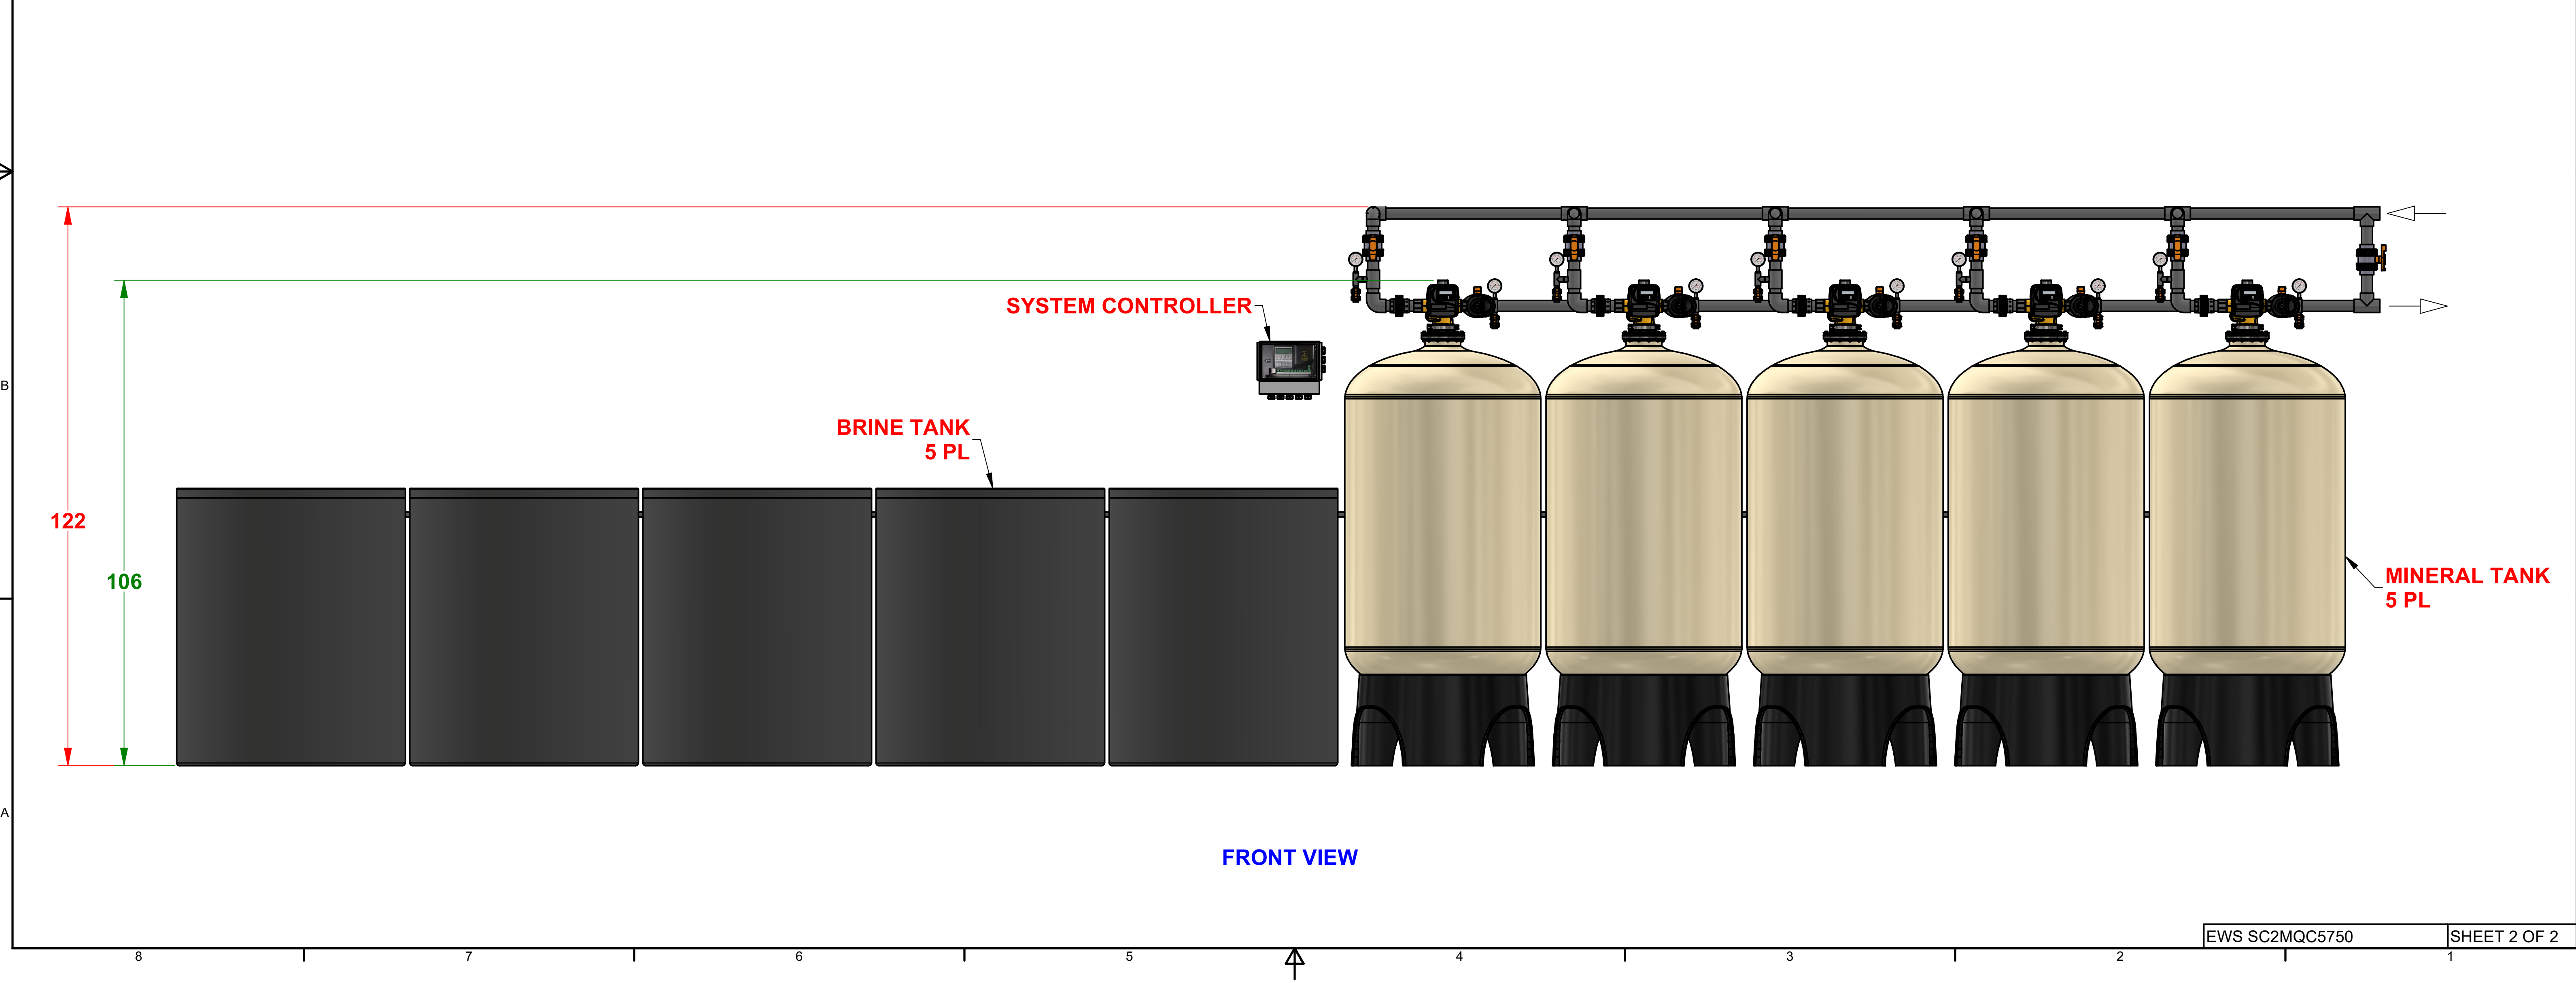 SYSTEM CONTROLLER
B
BRINE TANK
5 PL
122
106
MINERAL TANK
5 PL
A
FRONT VIEW
EWS SC2MQC5750
SHEET 2 OF 2
8
7
6
5
4
3
2
1